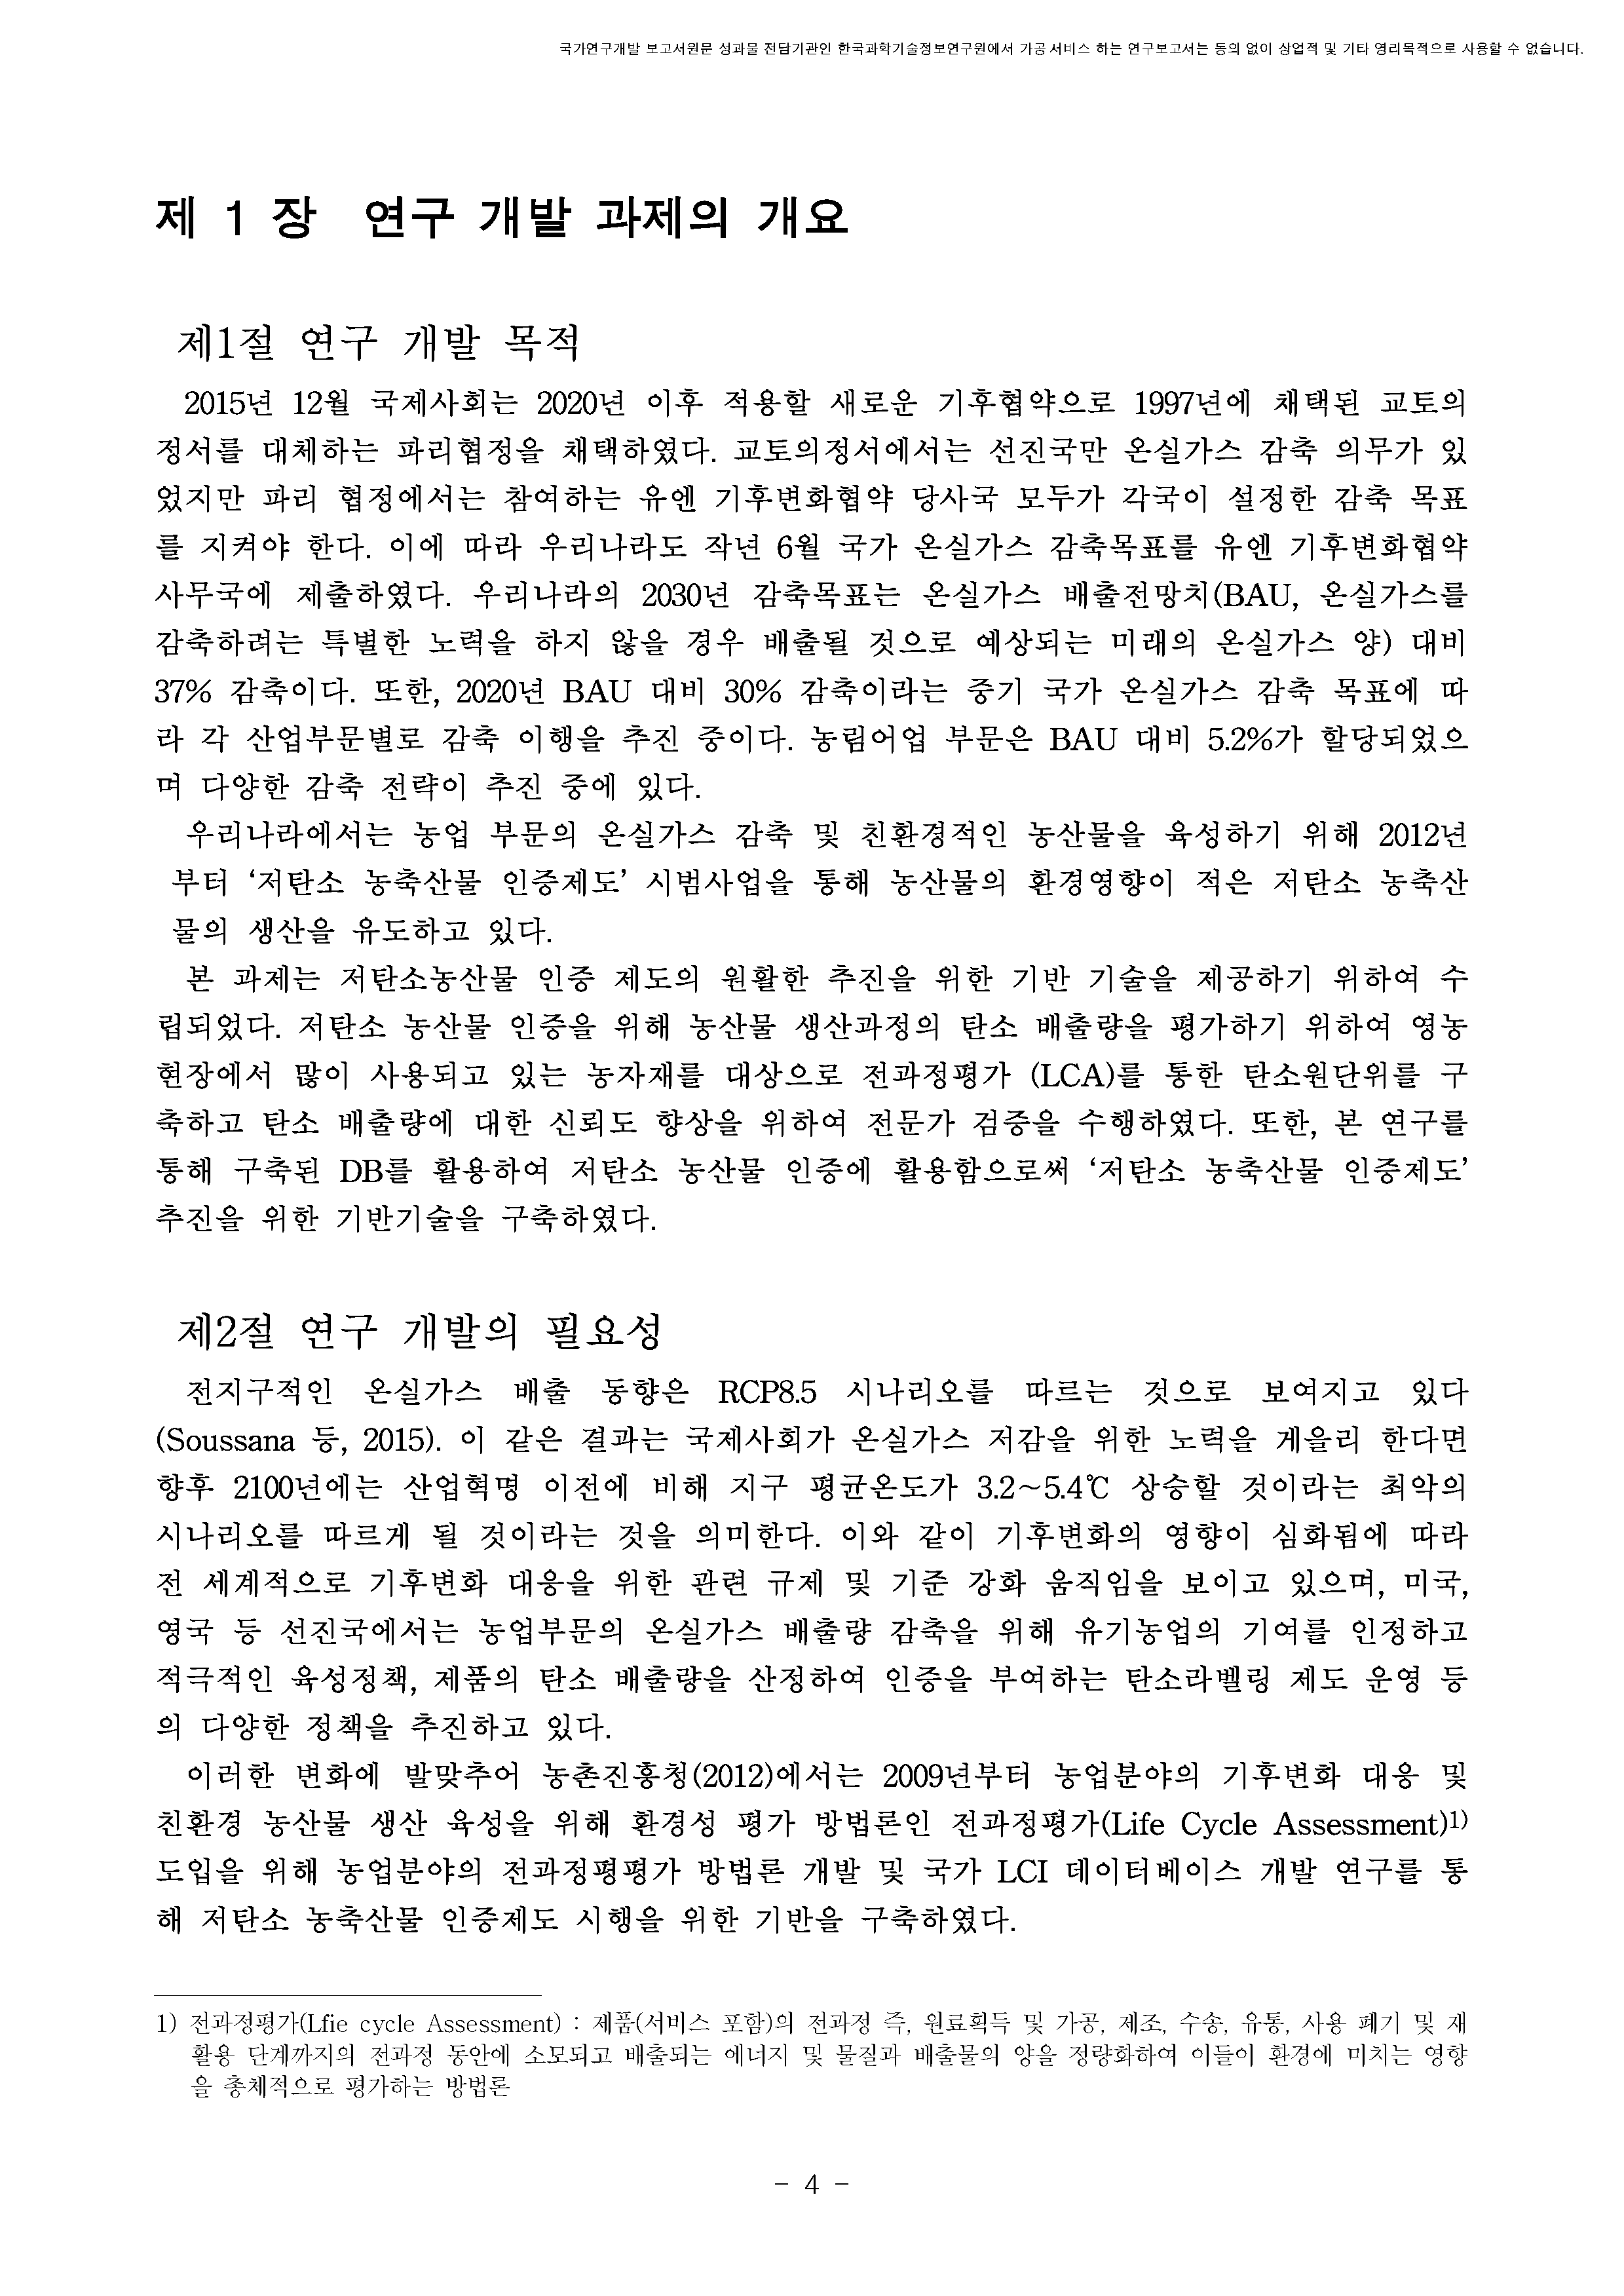 국가연구개발 보고서원문 성과물 전담기관인 한국과학기술정보연구원에서 가공·서비스 하는 연구보고서는 동의 없이 상업적 및 기타 영리목적으로 사용할 수 없습니다.
제 1 장 연구 개발 과제의 개요
제1절 연구 개발 목적
2015년 12월 국제사회는 2020년 이후 적용할 새로운 기후협약으로 1997년에 채택된 교토의
정서를 대체하는 파리협정을 채택하였다. 교토의정서에서는 선진국만 온실가스 감축 의무가 있
었지만 파리 협정에서는 참여하는 유엔 기후변화협약 당사국 모두가 각국이 설정한 감축 목표
를 지켜야 한다. 이에 따라 우리나라도 작년 6월 국가 온실가스 감축목표를 유엔 기후변화협약
사무국에 제출하였다. 우리나라의 2030년 감축목표는 온실가스 배출전망치(BAU, 온실가스를
감축하려는 특별한 노력을 하지 않을 경우 배출될 것으로 예상되는 미래의 온실가스 양) 대비
37% 감축이다. 또한, 2020년 BAU 대비 30% 감축이라는 중기 국가 온실가스 감축 목표에 따
라 각 산업부문별로 감축 이행을 추진 중이다. 농림어업 부문은 BAU 대비 5.2%가 할당되었으
며 다양한 감축 전략이 추진 중에 있다.
우리나라에서는 농업 부문의 온실가스 감축 및 친환경적인 농산물을 육성하기 위해 2012년
부터 ‘저탄소 농축산물 인증제도’ 시범사업을 통해 농산물의 환경영향이 적은 저탄소 농축산
물의 생산을 유도하고 있다.
본 과제는 저탄소농산물 인증 제도의 원활한 추진을 위한 기반 기술을 제공하기 위하여 수
립되었다. 저탄소 농산물 인증을 위해 농산물 생산과정의 탄소 배출량을 평가하기 위하여 영농
현장에서 많이 사용되고 있는 농자재를 대상으로 전과정평가 (LCA)를 통한 탄소원단위를 구
축하고 탄소 배출량에 대한 신뢰도 향상을 위하여 전문가 검증을 수행하였다. 또한, 본 연구를
통해 구축된 DB를 활용하여 저탄소 농산물 인증에 활용함으로써 ‘저탄소 농축산물 인증제도’
추진을 위한 기반기술을 구축하였다.
제2절 연구 개발의 필요성
전지구적인 온실가스 배출 동향은 RCP8.5 시나리오를 따르는 것으로 보여지고 있다
(Soussana 등, 2015). 이 같은 결과는 국제사회가 온실가스 저감을 위한 노력을 게을리 한다면
향후 2100년에는 산업혁명 이전에 비해 지구 평균온도가 3.2~5.4℃ 상승할 것이라는 최악의
시나리오를 따르게 될 것이라는 것을 의미한다. 이와 같이 기후변화의 영향이 심화됨에 따라
전 세계적으로 기후변화 대응을 위한 관련 규제 및 기준 강화 움직임을 보이고 있으며, 미국,
영국 등 선진국에서는 농업부문의 온실가스 배출량 감축을 위해 유기농업의 기여를 인정하고
적극적인 육성정책, 제품의 탄소 배출량을 산정하여 인증을 부여하는 탄소라벨링 제도 운영 등
의 다양한 정책을 추진하고 있다.
이러한 변화에 발맞추어 농촌진흥청(2012)에서는 2009년부터 농업분야의 기후변화 대응 및
친환경 농산물 생산 육성을 위해 환경성 평가 방법론인 전과정평가(Life Cycle Assessment)1)
도입을 위해 농업분야의 전과정평평가 방법론 개발 및 국가 LCI 데이터베이스 개발 연구를 통
해 저탄소 농축산물 인증제도 시행을 위한 기반을 구축하였다.
1) 전과정평가(Lfie cycle Assessment) : 제품(서비스 포함)의 전과정 즉, 원료획득 및 가공, 제조, 수송, 유통, 사용 폐기 및 재
활용 단계까지의 전과정 동안에 소모되고 배출되는 에너지 및 물질과 배출물의 양을 정량화하여 이들이 환경에 미치는 영향
을 총체적으로 평가하는 방법론
- 4 -